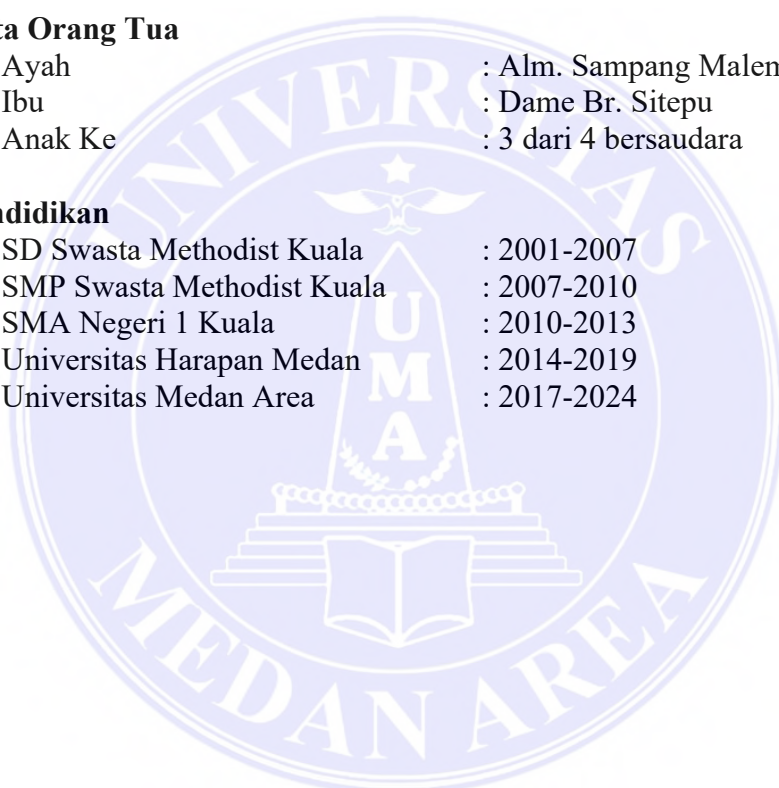 ta Orang Tua
Ayah : Alm. Sampang Malem
Ibu : Dame Br. Sitepu
Anak Ke : 3 dari 4 bersaudara
ndidikan
SD Swasta Methodist Kuala : 2001-2007
SMP Swasta Methodist Kuala : 2007-2010
SMA Negeri 1 Kuala : 2010-2013
Universitas Harapan Medan : 2014-2019
Universitas Medan Area : 2017-2024
UNIVERSITAS
UMA
MEDAN AREA